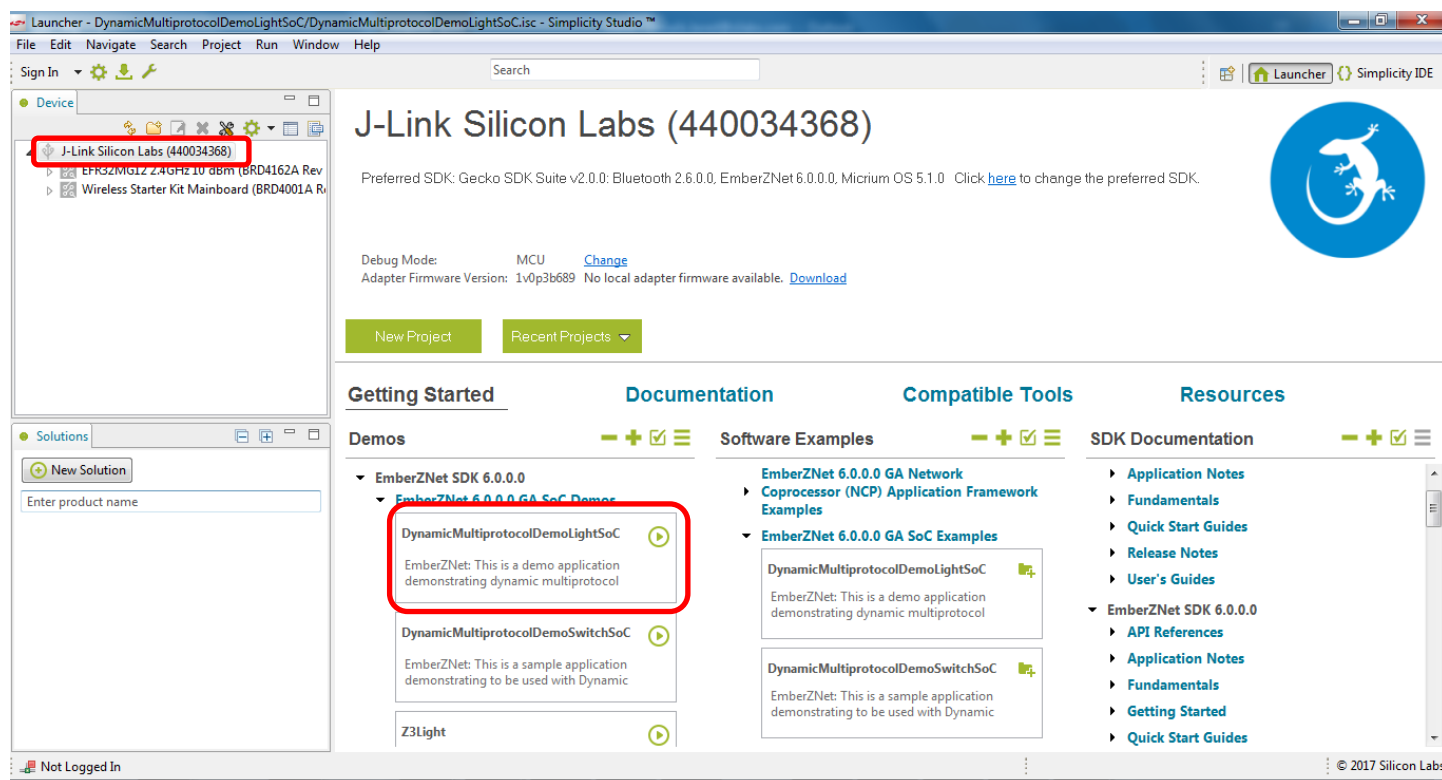 Launcher - DynamicMultiprotocolDemoLightSoC/DynamicMultiprotocolDemoLightSoC.isc - Simplicity Studio ™
File Edit Navigate Search Project Run Window Help
Sign In
Search
Launcher
Simplicity IDE
Device
J-Link Silicon Labs (440034368)
EFR32MG12 2.4GHz 10 dBm (BRD4162A Rev
Wireless Starter Kit Mainboard (BRD4001A R
J-Link Silicon Labs (440034368)
Preferred SDK: Gecko SDK Suite v2.0.0: Bluetooth 2.6.0.0, EmberZNet 6.0.0.0, Micrium OS 5.1.0 Click here to change the preferred SDK.
Debug Mode: MCU Change
Adapter Firmware Version: 1v0p3b689 No local adapter firmware available. Download
New Project
Recent Projects
Getting Started
Documentation
Compatible Tools
Resources
Solutions
New Solution
Enter product name
Demos
EmberZNet SDK 6.0.0.0
EmberZNet 6.0.0.0 GA SoC Demos
DynamicMultiprotocolDemoLightSoC
EmberZNet: This is a demo application
demonstrating dynamic multiprotocol
DynamicMultiprotocolDemoSwitchSoC
EmberZNet: This is a sample application
demonstrating to be used with Dynamic
Z3Light
Software Examples
EmberZNet 6.0.0.0 GA Network
Coprocessor (NCP) Application Framework
Examples
EmberZNet 6.0.0.0 GA SoC Examples
DynamicMultiprotocolDemoLightSoC
EmberZNet: This is a demo application
demonstrating dynamic multiprotocol
DynamicMultiprotocolDemoSwitchSoC
EmberZNet: This is a sample application
demonstrating to be used with Dynamic
SDK Documentation
Application Notes
Fundamentals
Quick Start Guides
Release Notes
User's Guides
EmberZNet SDK 6.0.0.0
API References
Application Notes
Fundamentals
Getting Started
Quick Start Guides
Not Logged In
© 2017 Silicon Labs